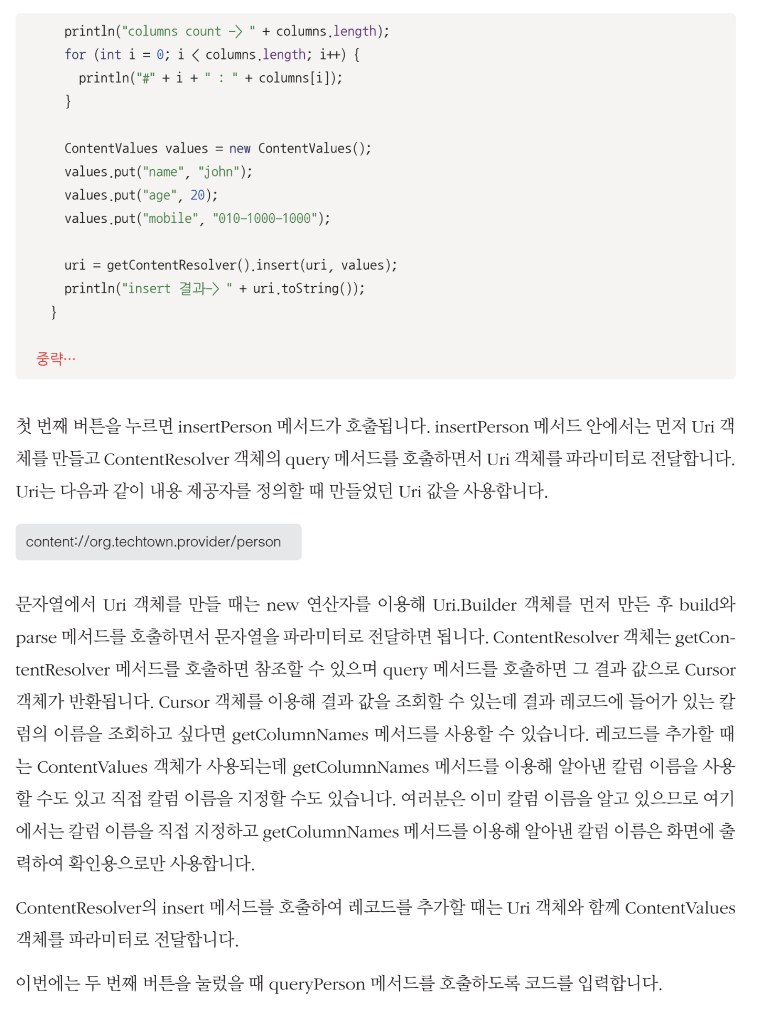 println("columns count -> " + columns.length);
for (int i = 0; i < columns.length; i++) {
println("#" + i + " : " + columns[i]);
}
ContentValues values = new ContentValues();
values.put("name", "john");
values.put("age", 20);
values.put("mobile", "010-1000-1000");
uri = getContentResolver().insert(uri, values);
println("insert 결과-> " + uri.toString());
}
중략…
첫 번째 버튼을 누르면 insertPerson 메서드가 호출됩니다. insertPerson 메서드 안에서는 먼저 Uri 객
체를 만들고 ContentResolver 객체의 query 메서드를 호출하면서 Uri 객체를 파라미터로 전달합니다.
Uri는 다음과 같이 내용 제공자를 정의할 때 만들었던 Uri 값을 사용합니다.
content://org.techtown.provider/person
문자열에서 Uri 객체를 만들 때는 new 연산자를 이용해 Uri.Builder 객체를 먼저 만든 후 build와
parse 메서드를 호출하면서 문자열을 파라미터로 전달하면 됩니다. ContentResolver 객체는 getCon-
tentResolver 메서드를 호출하면 참조할 수 있으며 query 메서드를 호출하면 그 결과 값으로 Cursor
객체가 반환됩니다. Cursor 객체를 이용해 결과 값을 조회할 수 있는데 결과 레코드에 들어가 있는 칼
럼의 이름을 조회하고 싶다면 getColumnNames 메서드를 사용할 수 있습니다. 레코드를 추가할 때
는 ContentValues 객체가 사용되는데 getColumnNames 메서드를 이용해 알아낸 칼럼 이름을 사용
할 수도 있고 직접 칼럼 이름을 지정할 수도 있습니다. 여러분은 이미 칼럼 이름을 알고 있으므로 여기
에서는 칼럼 이름을 직접 지정하고 getColumnNames 메서드를 이용해 알아낸 칼럼 이름은 화면에 출
력하여 확인용으로만 사용합니다.
ContentResolver의 insert 메서드를 호출하여 레코드를 추가할 때는 Uri 객체와 함께 ContentValues
객체를 파라미터로 전달합니다.
이번에는 두 번째 버튼을 눌렀을 때 queryPerson 메서드를 호출하도록 코드를 입력합니다.